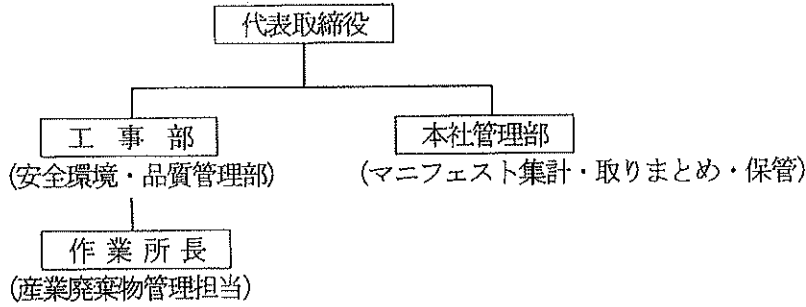 代表取締役
工事部
本社管理部
(安全環境・品質管理部)
(マニフェスト集計・取りまとめ・保管)
作業所長
(産業廃棄物管理担当)